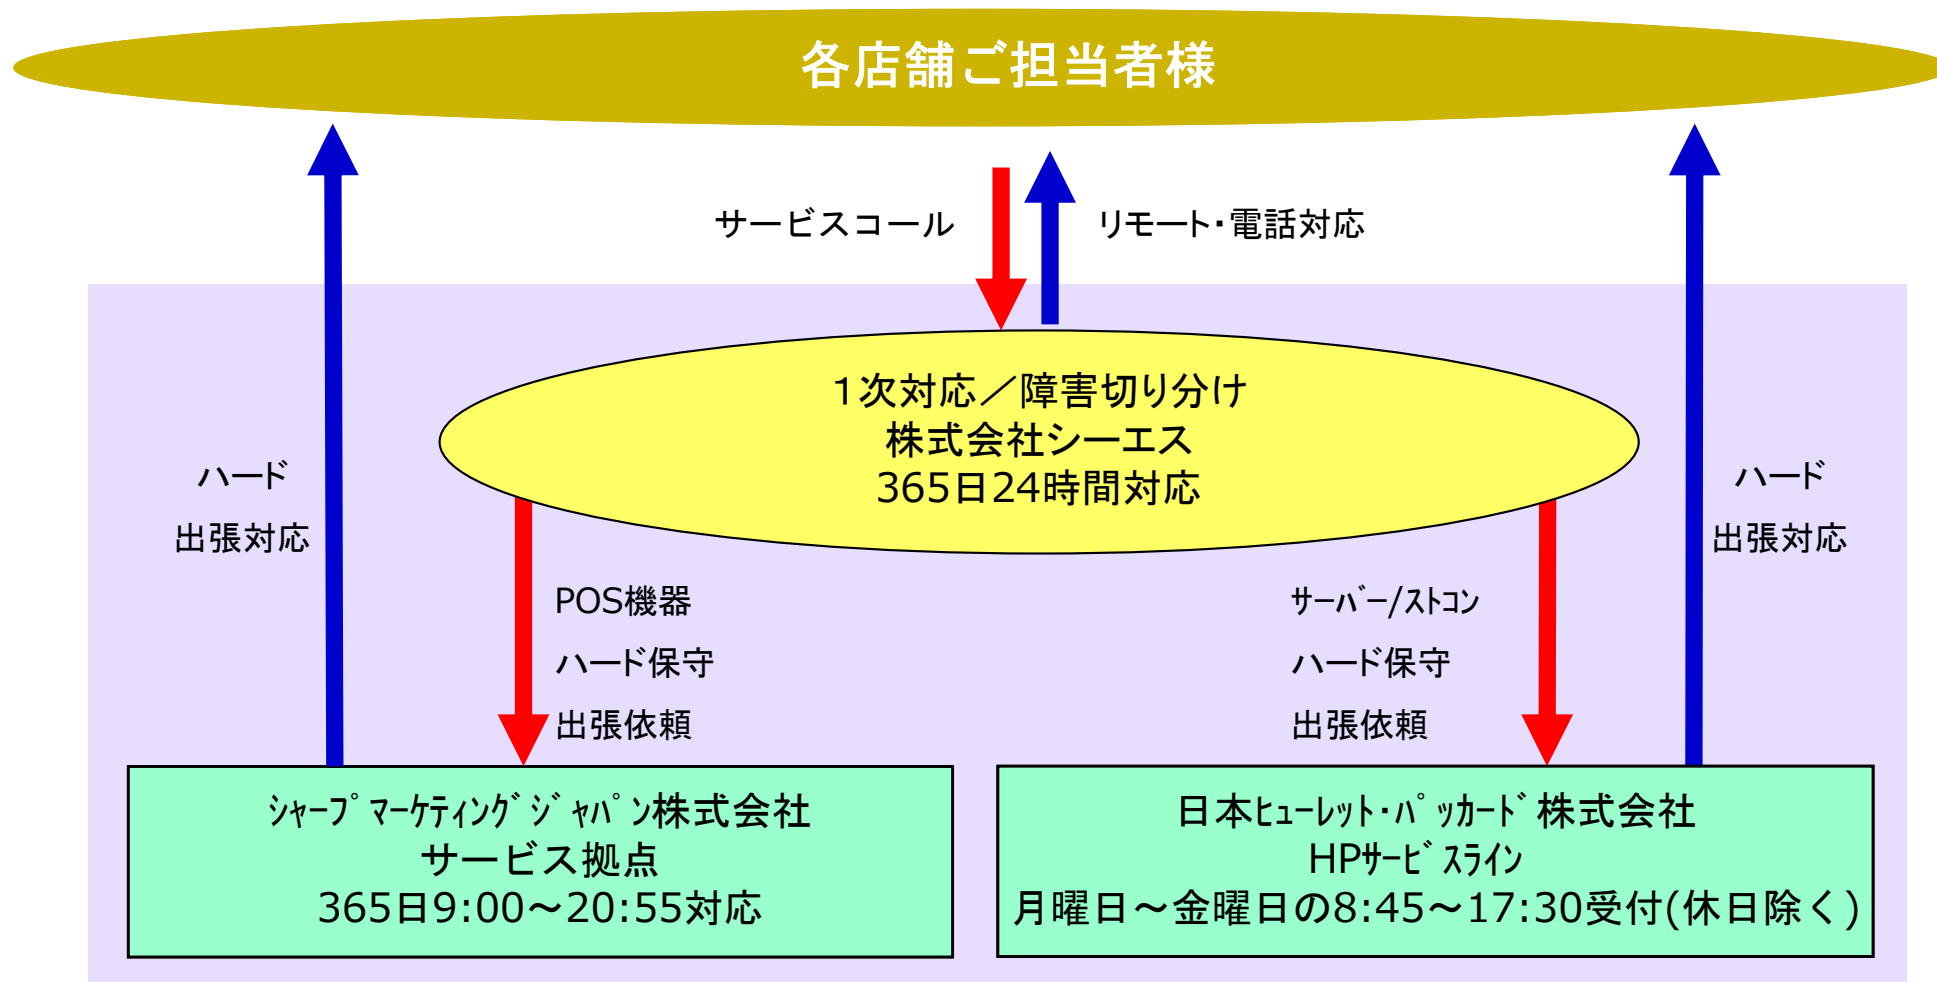 各店舗ご担当者様
サービスコール
リモート・電話対応
１次対応／障害切り分け
株式会社シーエス
365日24時間対応
ハード
出張対応
ハード
出張対応
POS機器
ハード保守
出張依頼
ｻｰﾊﾞｰ/ｽﾄｺﾝ
ハード保守
出張依頼
ｼｬｰﾌﾟﾏｰｹﾃｨﾝｸﾞｼﾞｬﾊﾟﾝ株式会社
サービス拠点
365日9:00～20:55対応
日本ﾋｭｰﾚｯﾄ･ﾊﾟｯｶｰﾄﾞ株式会社
HPｻｰﾋﾞｽﾗｲﾝ
月曜日～金曜日の8:45～17:30受付(休日除く)